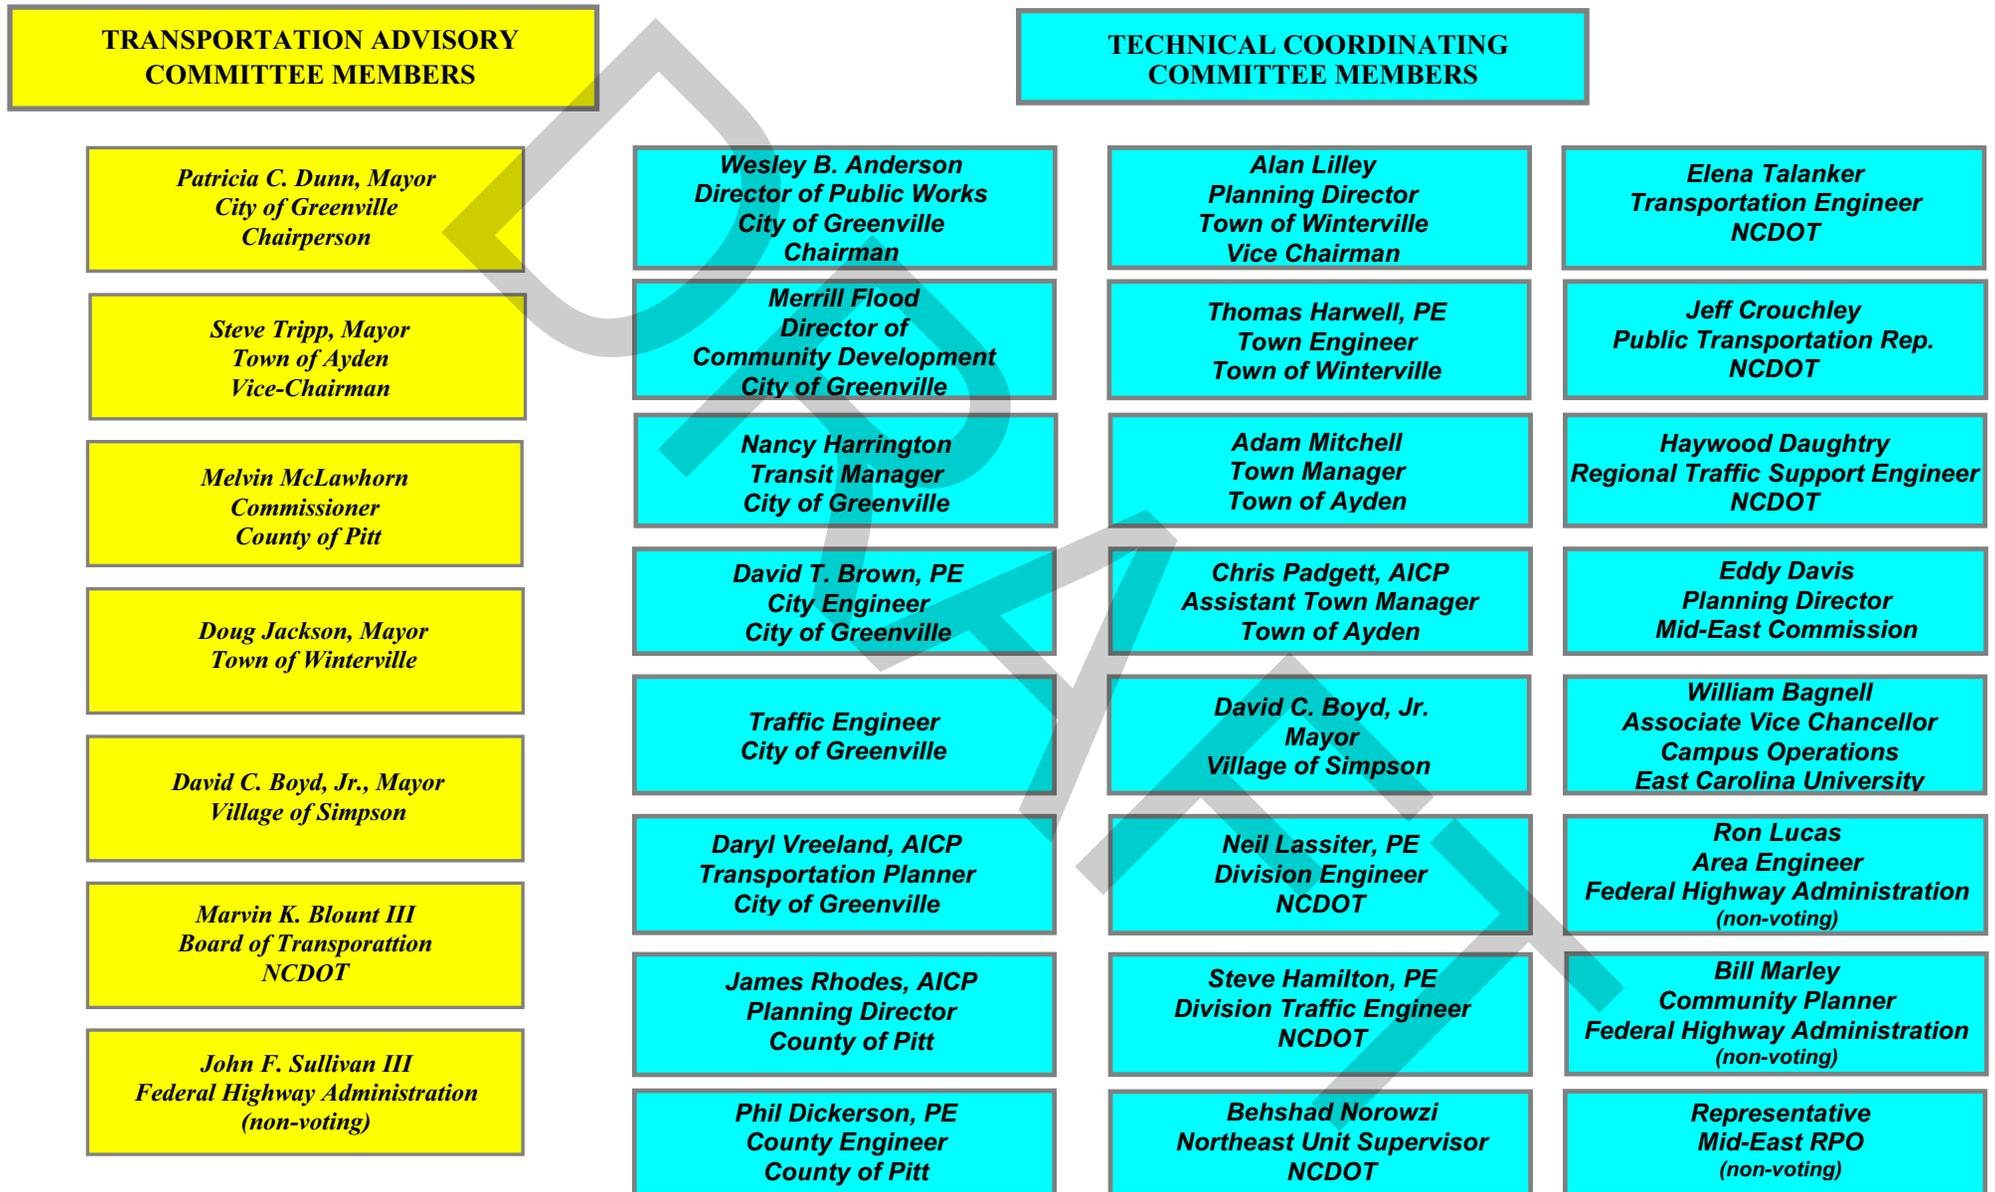 TRANSPORTATION ADVISORY
COMMITTEE MEMBERS
Patricia C. Dunn, Mayor
City of Greenville
Chairperson
Steve Tripp, Mayor
Town of Ayden
Vice-Chairman
Melvin McLawhorn
Commissioner
County of Pitt
Doug Jackson, Mayor
Town of Winterville
David C. Boyd, Jr., Mayor
Village of Simpson
Marvin K. Blount III
Board of Transporattion
NCDOT
John F. Sullivan III
Federal Highway Administration
(non-voting)
TECHNICAL COORDINATING
COMMITTEE MEMBERS
Wesley B. Anderson
Director of Public Works
City of Greenville
Chairman
Merrill Flood
Director of
Community Development
City of Greenville
Nancy Harrington
Transit Manager
City of Greenville
David T. Brown, PE
City Engineer
City of Greenville
Traffic Engineer
City of Greenville
Daryl Vreeland, AICP
Transportation Planner
City of Greenville
James Rhodes, AICP
Planning Director
County of Pitt
Phil Dickerson, PE
County Engineer
County of Pitt
Alan Lilley
Planning Director
Town of Winterville
Vice Chairman
Thomas Harwell, PE
Town Engineer
Town of Winterville
Adam Mitchell
Town Manager
Town of Ayden
Chris Padgett, AICP
Assistant Town Manager
Town of Ayden
David C. Boyd, Jr.
Mayor
Village of Simpson
Neil Lassiter, PE
Division Engineer
NCDOT
Steve Hamilton, PE
Division Traffic Engineer
NCDOT
Behshad Norowzi
Northeast Unit Supervisor
NCDOT
Elena Talanker
Transportation Engineer
NCDOT
Jeff Crouchley
Public Transportation Rep.
NCDOT
Haywood Daughtry
Regional Traffic Support Engineer
NCDOT
Eddy Davis
Planning Director
Mid-East Commission
William Bagnell
Associate Vice Chancellor
Campus Operations
East Carolina University
Ron Lucas
Area Engineer
Federal Highway Administration
(non-voting)
Bill Marley
Community Planner
Federal Highway Administration
(non-voting)
Representative
Mid-East RPO
(non-voting)
DRAFT